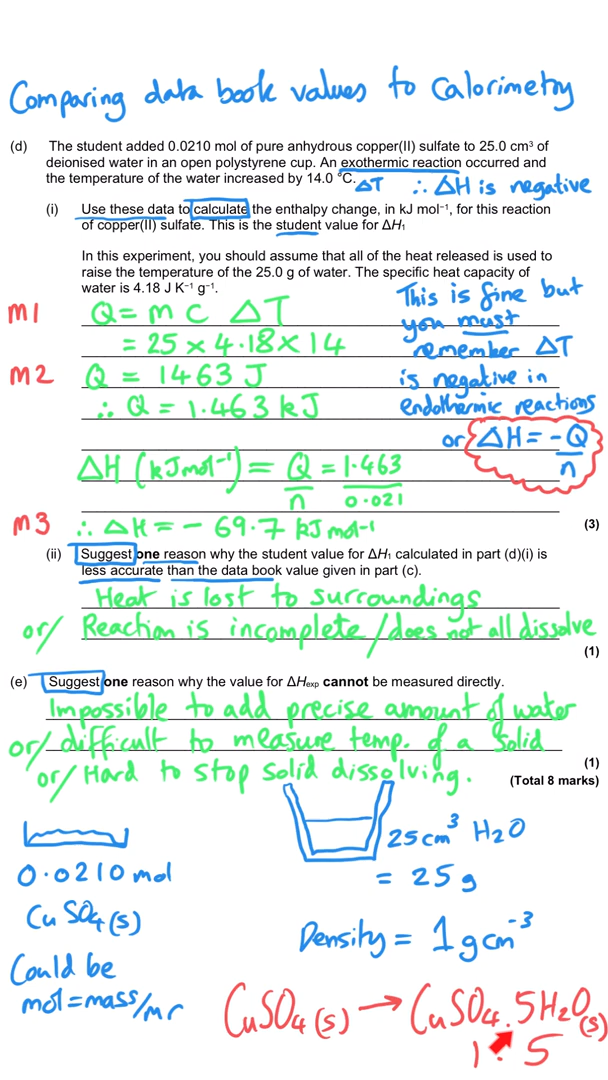 Comparing data book values to Calorimetry
(d) The student added 0.0210 mol of pure anhydrous copper(II) sulfate to 25.0 cm³ of
deionised water in an open polystyrene cup. An exothermic reaction occurred and
the temperature of the water increased by 14.0 °C. ΔT ∴ ΔH is negative
(i) Use these data to calculate the enthalpy change, in kJ mol⁻¹, for this reaction
of copper(II) sulfate. This is the student value for ΔH₁
In this experiment, you should assume that all of the heat released is used to
raise the temperature of the 25.0 g of water. The specific heat capacity of
water is 4.18 J K⁻¹ g⁻¹.
This is fine but
you must
remember ΔT
is negative in
endothermic reactions
or ΔH = -Q/n
m1 Q = m C ΔT
= 25 × 4.18 × 14
m2 Q = 1463 J
∴ Q = 1.463 kJ
ΔH (kJmol⁻¹) = Q/n = 1.463/0.021
m3 ∴ ΔH = - 69.7 kJ mol⁻¹
(3)
(ii) Suggest one reason why the student value for ΔH₁ calculated in part (d)(i) is
less accurate than the data book value given in part (c).
Heat is lost to surroundings
or/ Reaction is incomplete/does not all dissolve
(1)
(e) Suggest one reason why the value for ΔHexp cannot be measured directly.
Impossible to add precise amount of water
or/ difficult to measure temp. of a solid
or/ Hard to stop solid dissolving.
(1)
(Total 8 marks)
0.0210 mol
CuSO₄(s)
Could be
mol=mass/mr
25cm³ H₂O
= 25g
Density = 1gcm⁻³
CuSO₄(s) → CuSO₄.5H₂O(s)
1 : 5